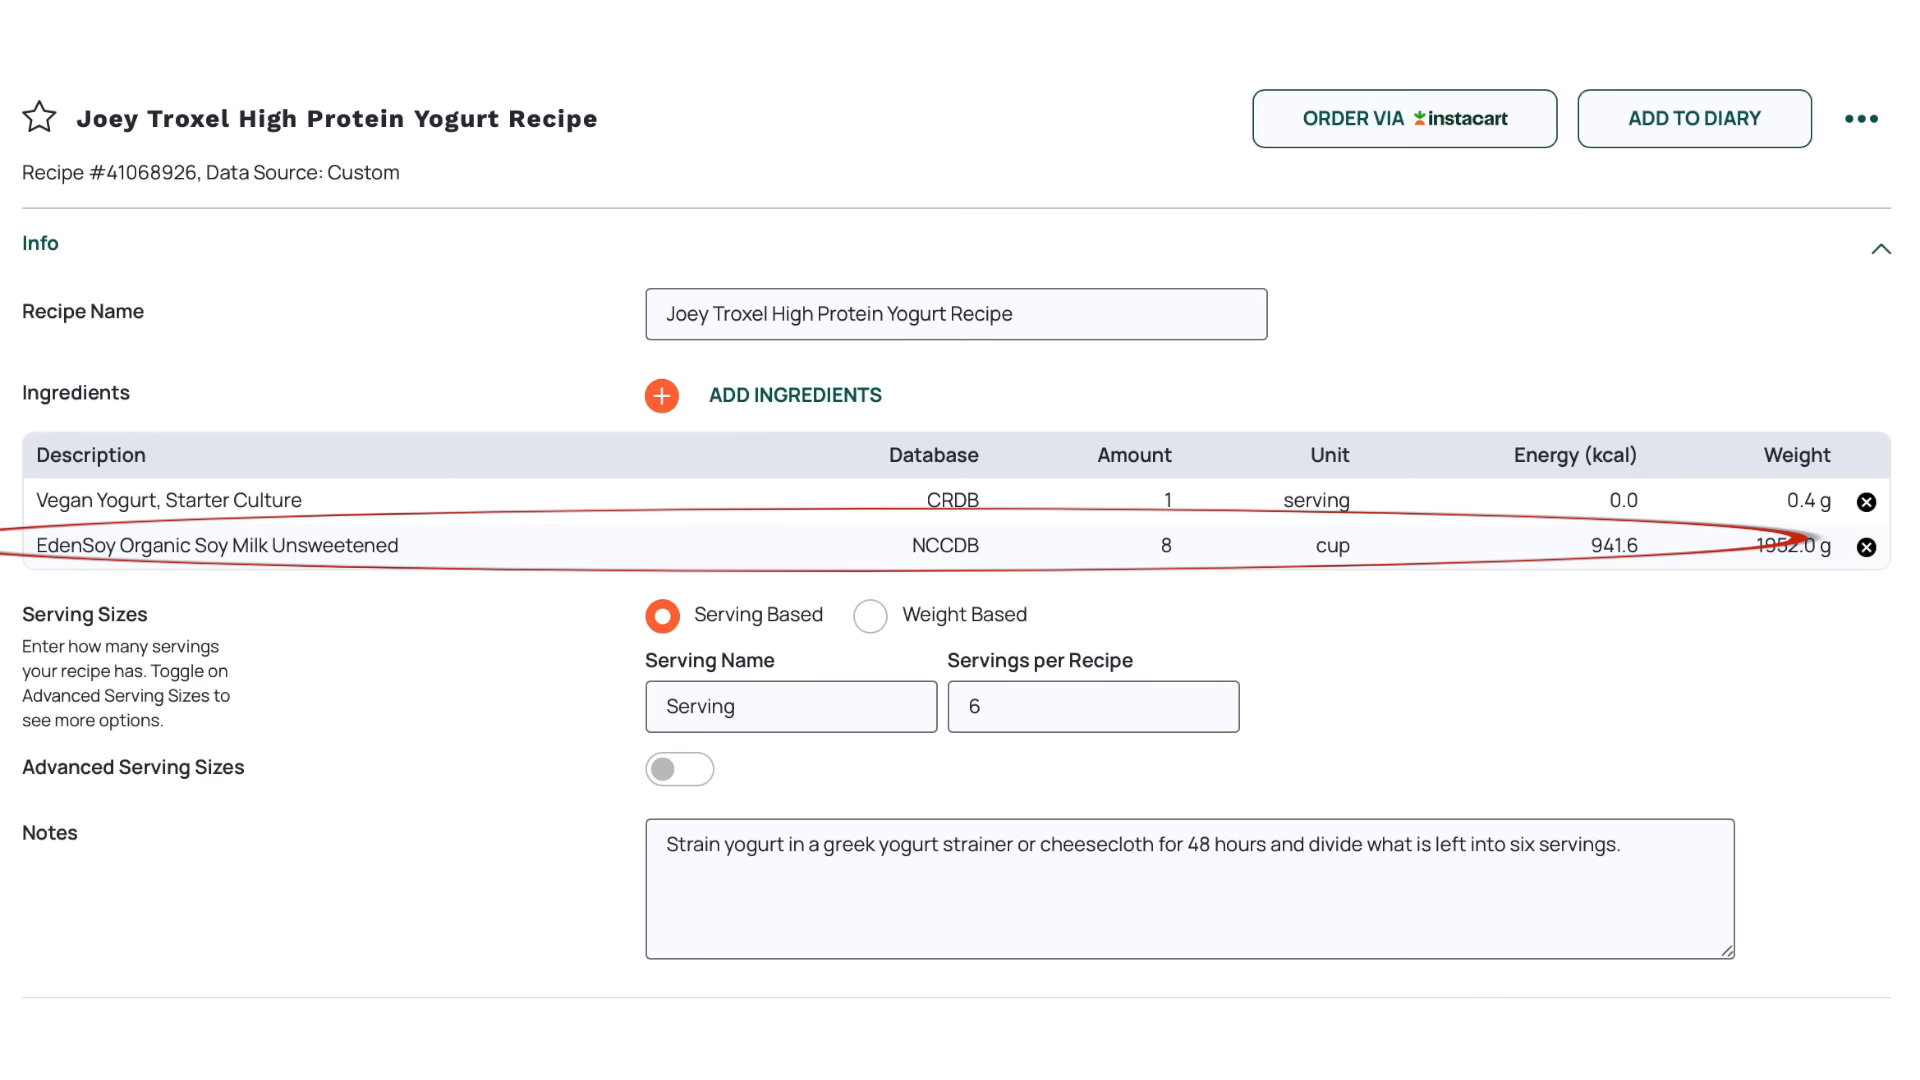 Joey Troxel High Protein Yogurt Recipe
ORDER VIA instacart
ADD TO DIARY
Recipe #41068926, Data Source: Custom
Info
Recipe Name
Joey Troxel High Protein Yogurt Recipe
Ingredients
ADD INGREDIENTS
Description Database Amount Unit Energy (kcal) Weight
Vegan Yogurt, Starter Culture CRDB 1 serving 0.0 0.4 g
EdenSoy Organic Soy Milk Unsweetened NCCDB 8 cup 941.6 1952.0 g
Serving Sizes
Enter how many servings
your recipe has. Toggle on
Advanced Serving Sizes to
see more options.
Serving Based
Weight Based
Serving Name
Servings per Recipe
Serving
6
Advanced Serving Sizes
Notes
Strain yogurt in a greek yogurt strainer or cheesecloth for 48 hours and divide what is left into six servings.